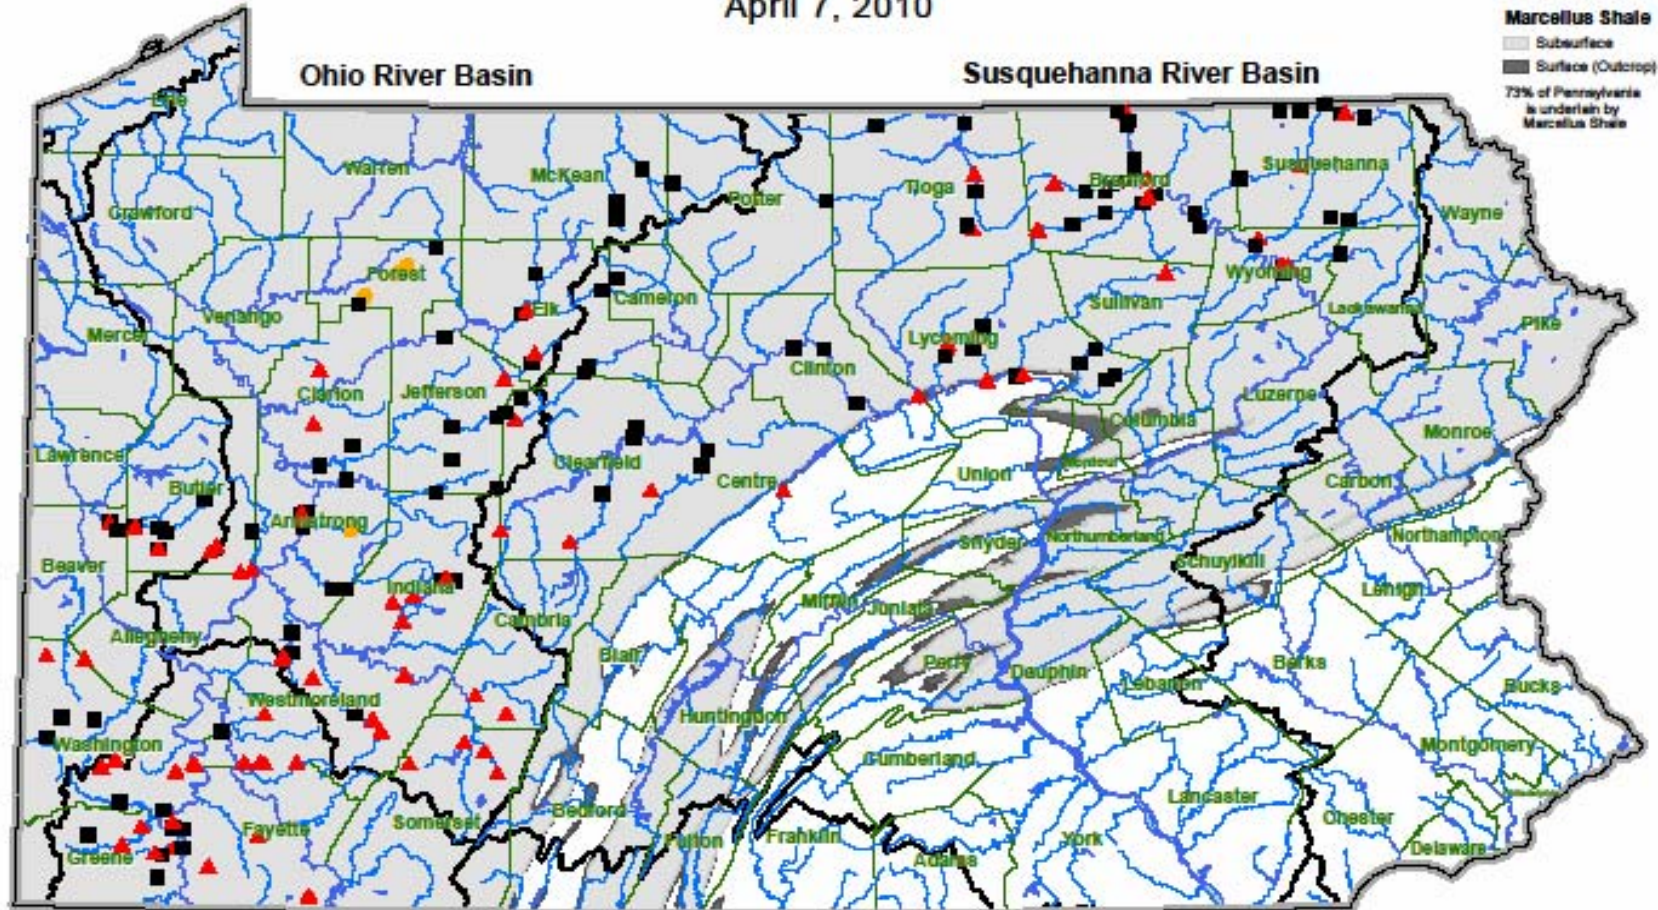 April 7, 2010
Marcellus Shale
Subsurface
Surface (Outcrop)
73% of Pennsylvania
is underlain by
Marcellus Shale
Ohio River Basin
Susquehanna River Basin
Erie
Warren
McKean
Potter
Tioga
Bradford
Susquehanna
Crawford
Wayne
Forest
Elk
Cameron
Wyoming
Sullivan
Lackawanna
Venango
Mercer
Pike
Lycoming
Clinton
Clarion
Jefferson
Luzerne
Columbia
Monroe
Lawrence
Clearfield
Centre
Union
Montour
Carbon
Butler
Armstrong
Snyder
Northumberland
Northampton
Beaver
Schuylkill
Indiana
Lehigh
Mifflin
Juniata
Cambria
Allegheny
Blair
Perry
Dauphin
Berks
Lebanon
Bucks
Westmoreland
Huntingdon
Washington
Montgomery
Cumberland
Lancaster
Philadelphia
Bedford
Somerset
Fayette
Chester
Fulton
Franklin
York
Delaware
Greene
Adams